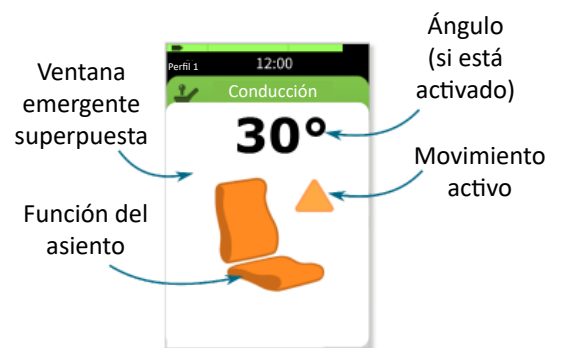 Ventana
emergente
superpuesta
Función del
asiento
Perfil 1
12:00
Conducción
30°
Ángulo
(si está
activado)
Movimiento
activo